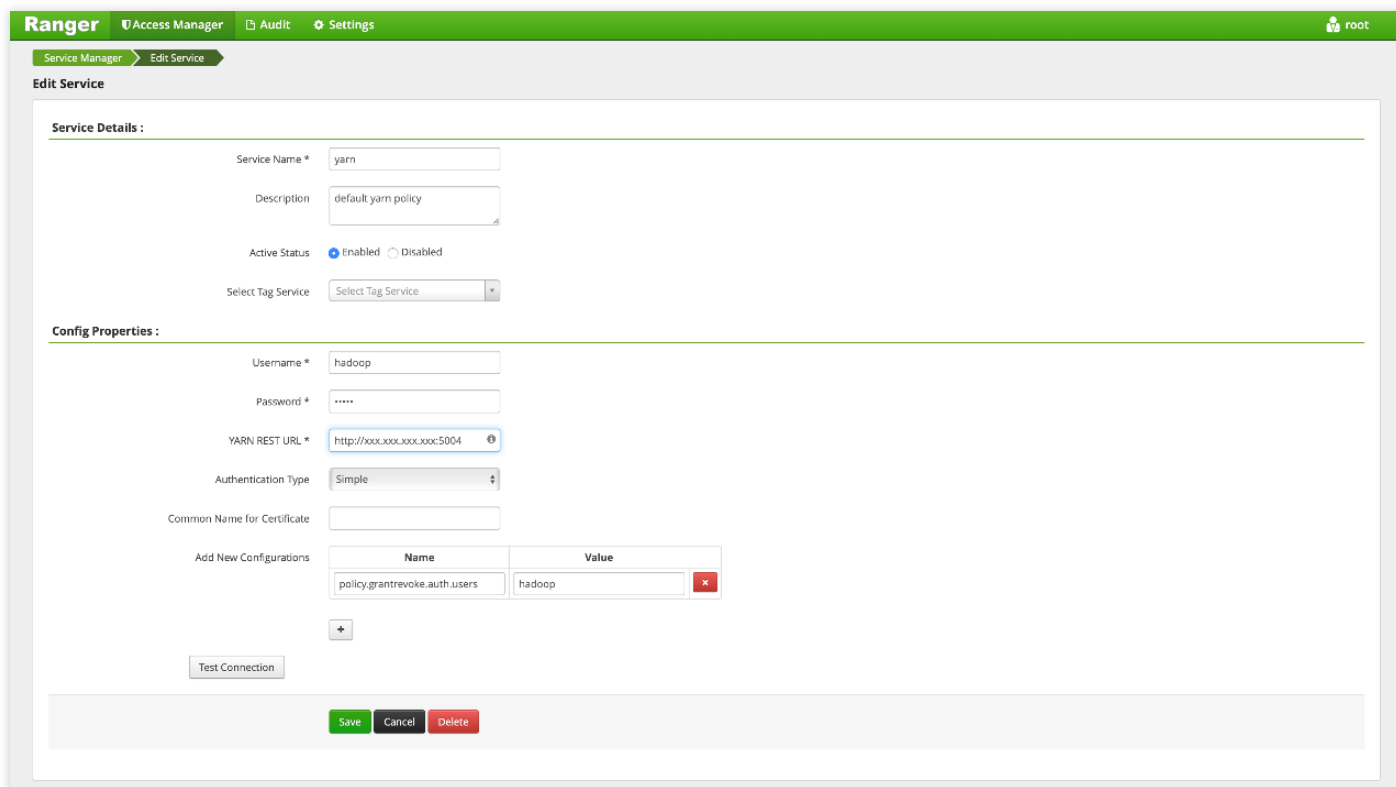 Ranger Access Manager Audit Settings root
Service Manager Edit Service
Edit Service
Service Details :
Service Name * yarn
Description default yarn policy
Active Status Enabled Disabled
Select Tag Service Select Tag Service
Config Properties :
Username * hadoop
Password * •••••
YARN REST URL * http://xxx.xxx.xxx.xxx:5004
Authentication Type Simple
Common Name for Certificate
Add New Configurations Name Value
policy.grantrevoke.auth.users hadoop x
+
Test Connection
Save Cancel Delete